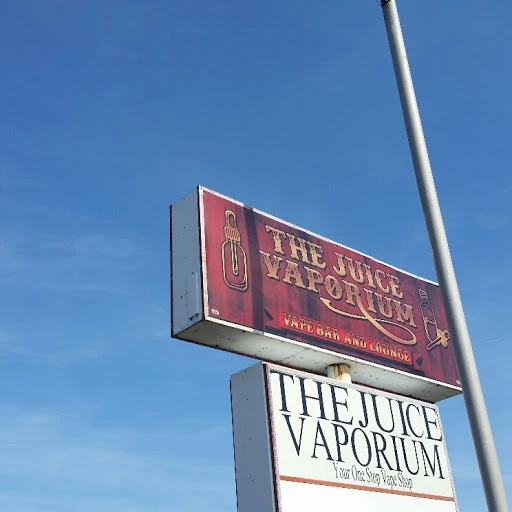 THE JUICE
VAPORIUM
VAPE BAR AND LOUNGE
THE JUICE
VAPORIUM
Your One Stop Vape Shop